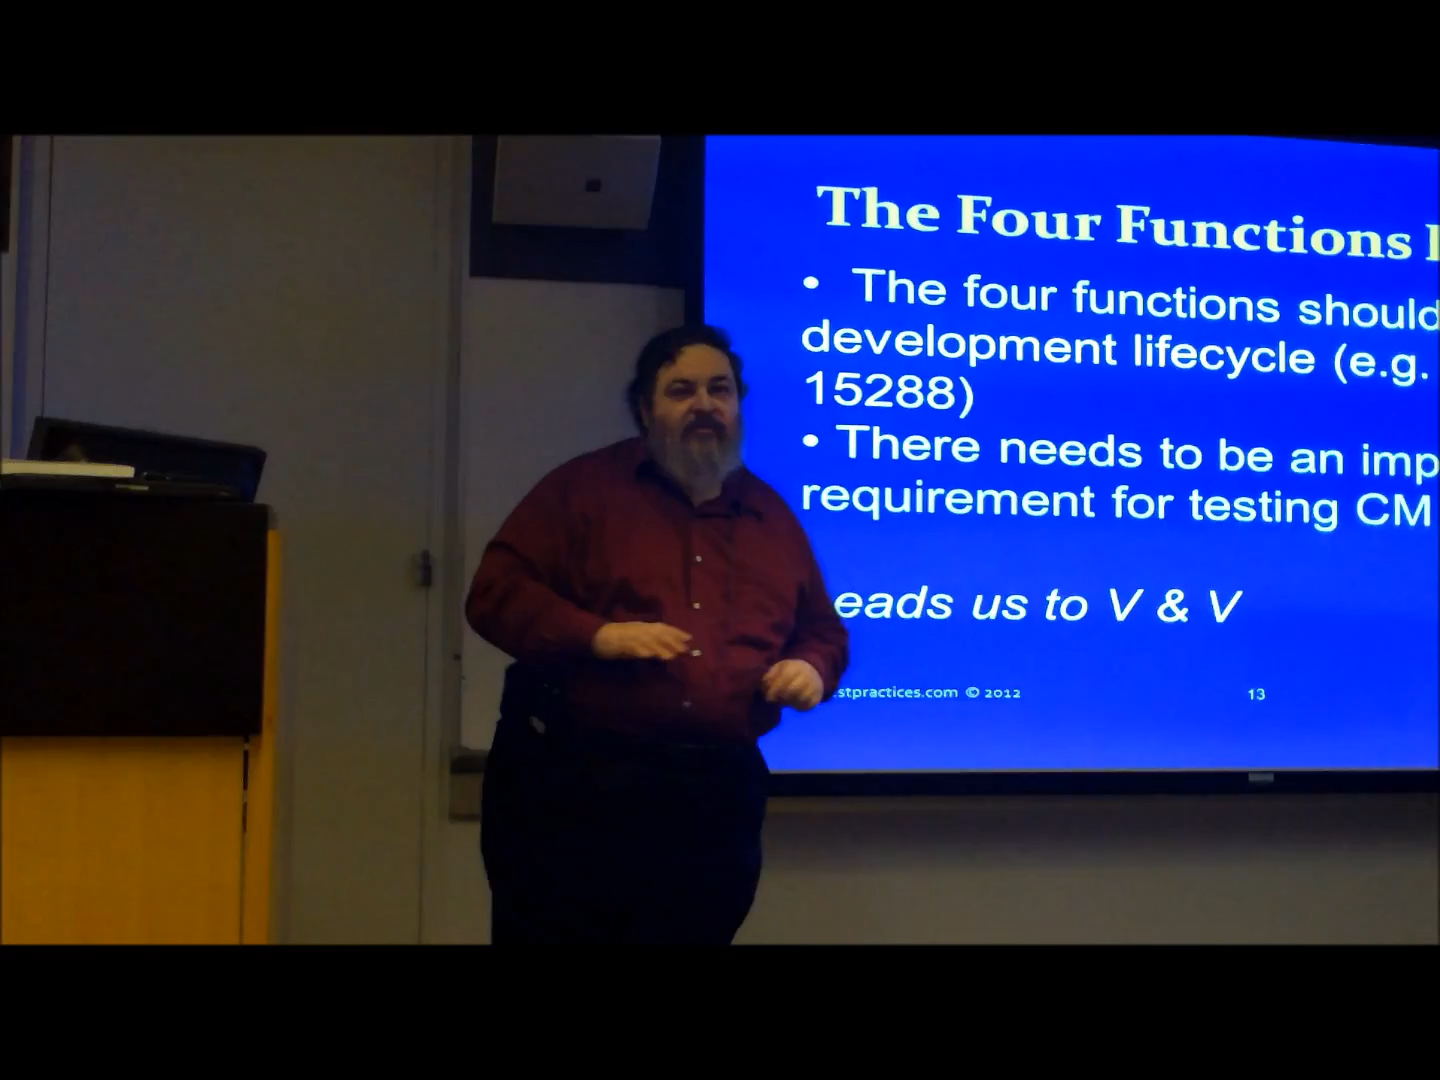 The Four Functions
• The four functions should
development lifecycle (e.g.
15288)
• There needs to be an imp
requirement for testing CM
eads us to V & V
stpractices.com © 2012
13